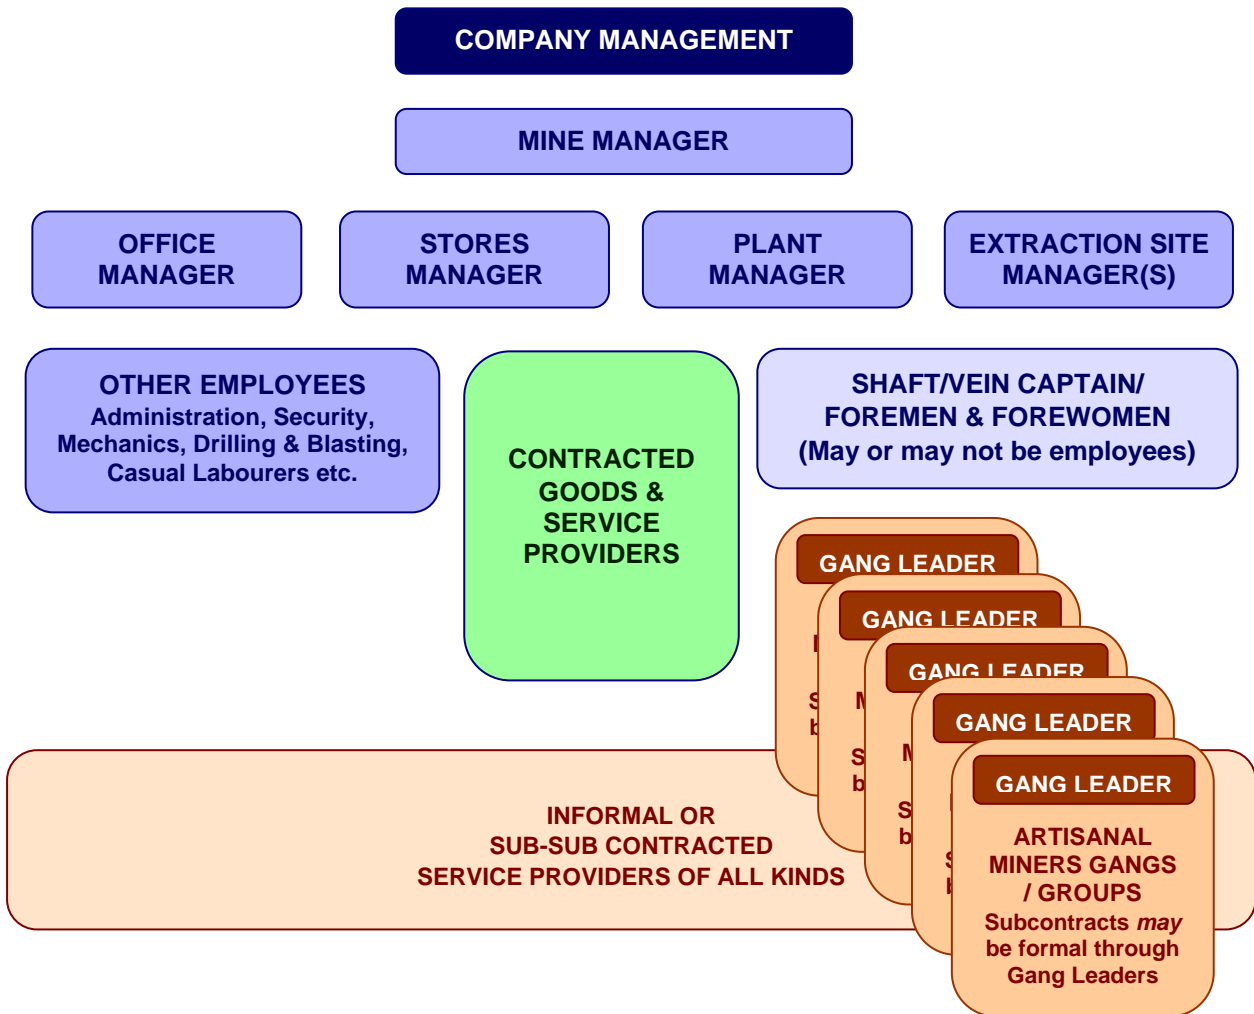 COMPANY MANAGEMENT
MINE MANAGER
OFFICE
MANAGER
STORES
MANAGER
PLANT
MANAGER
EXTRACTION SITE
MANAGER(S)
OTHER EMPLOYEES
Administration, Security,
Mechanics, Drilling & Blasting,
Casual Labourers etc.
CONTRACTED
GOODS &
SERVICE
PROVIDERS
SHAFT/VEIN CAPTAIN/
FOREMEN & FOREWOMEN
(May or may not be employees)
GANG LEADER
GANG LEADER
GANG LEADER
GANG LEADER
GANG LEADER
ARTISANAL
MINERS GANGS
/ GROUPS
Subcontracts may
be formal through
Gang Leaders
INFORMAL OR
SUB-SUB CONTRACTED
SERVICE PROVIDERS OF ALL KINDS